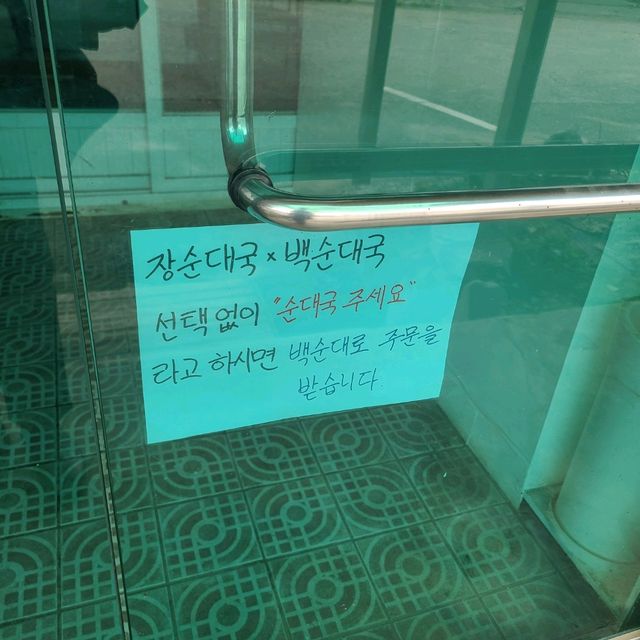 장순대국 × 백순대국
선택 없이 "순대국 주세요"
라고 하시면 백순대로 주문을
받습니다.